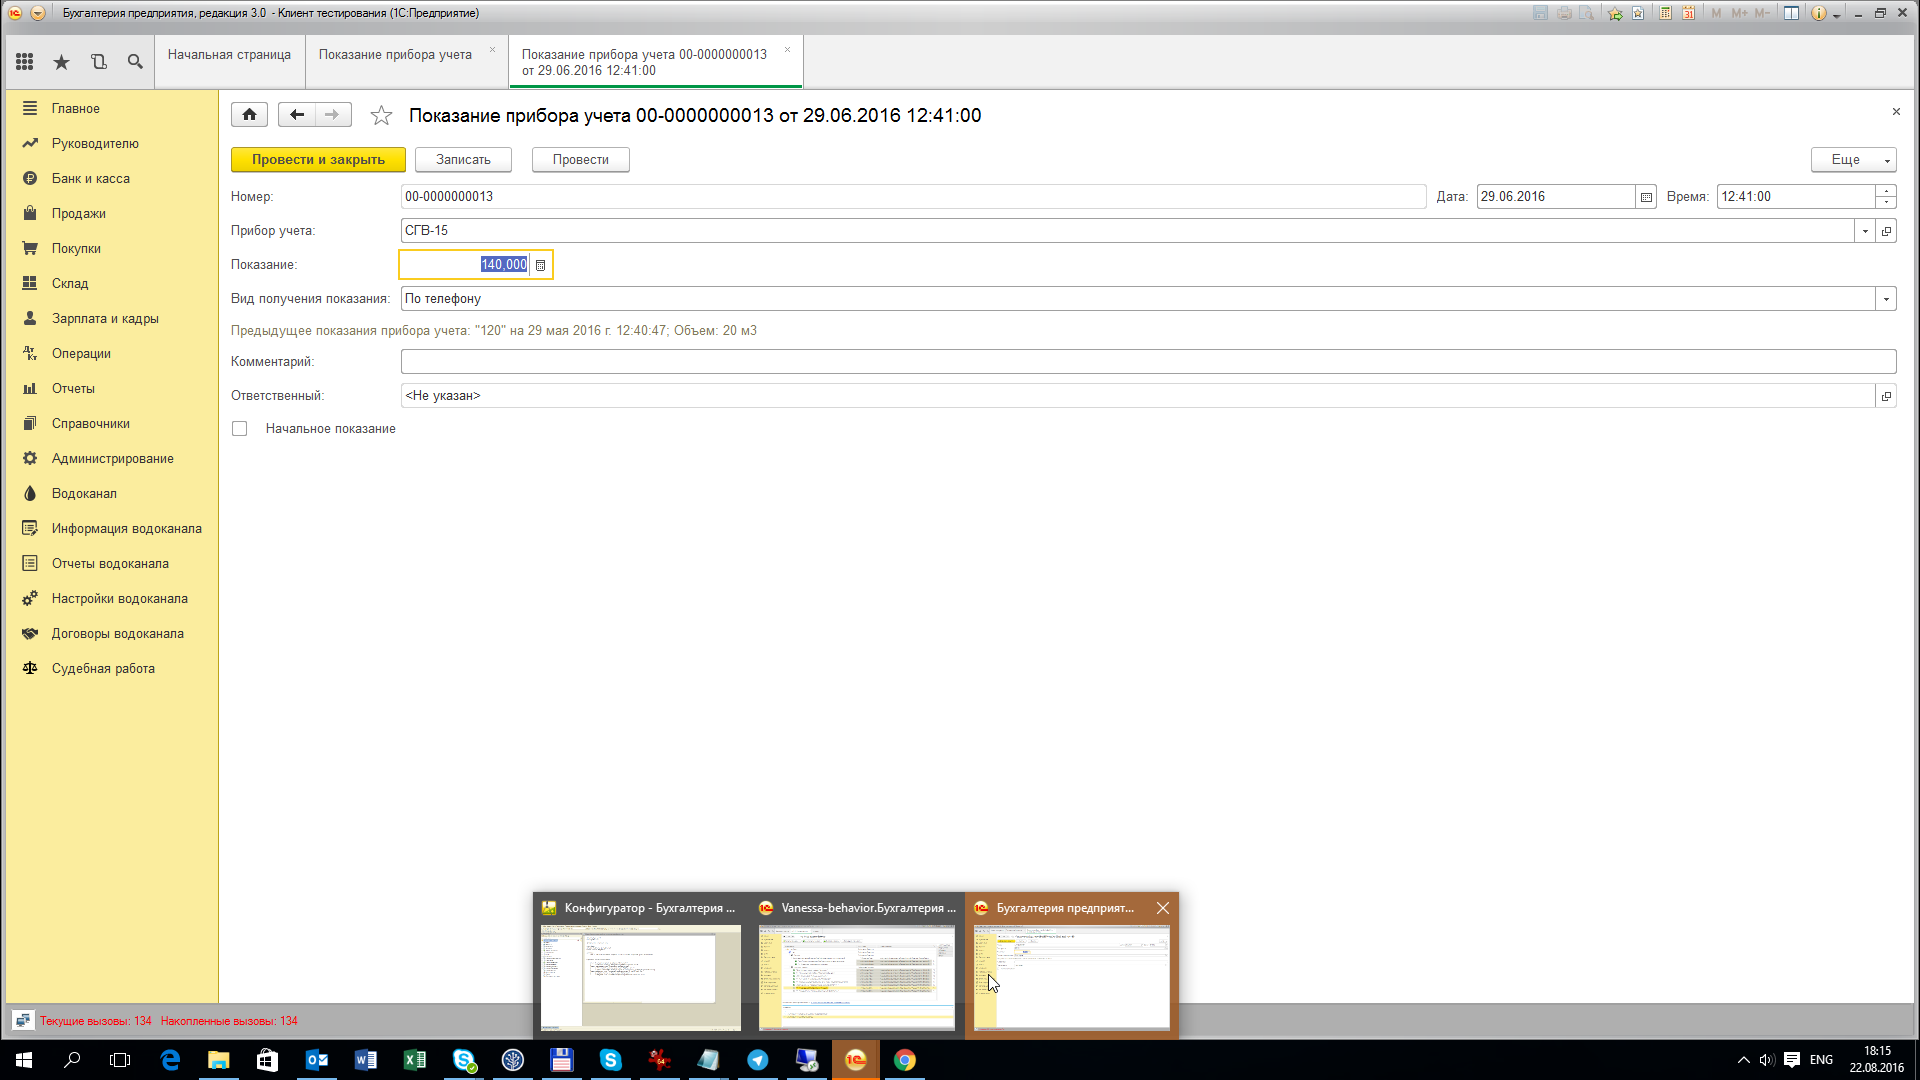 Бухгалтерия предприятия, редакция 3.0 - Клиент тестирования (1С:Предприятие)
M M+ M-
Начальная страница
Показание прибора учета
Показание прибора учета 00-0000000013
от 29.06.2016 12:41:00
Главное
Руководителю
Банк и касса
Продажи
Покупки
Склад
Зарплата и кадры
Операции
Отчеты
Справочники
Администрирование
Водоканал
Информация водоканала
Отчеты водоканала
Настройки водоканала
Договоры водоканала
Судебная работа
Показание прибора учета 00-0000000013 от 29.06.2016 12:41:00
Провести и закрыть
Записать
Провести
Еще
Номер: 00-0000000013 Дата: 29.06.2016 Время: 12:41:00
Прибор учета: СГВ-15
Показание: 140,000
Вид получения показания: По телефону
Предыдущее показания прибора учета: "120" на 29 мая 2016 г. 12:40:47; Объем: 20 м3
Комментарий:
Ответственный: <Не указан>
Начальное показание
Конфигуратор - Бухгалтерия ...
Vanessa-behavior.Бухгалтерия ...
Бухгалтерия предприят...
Текущие вызовы: 134 Накопленные вызовы: 134
ENG
18:15
22.08.2016